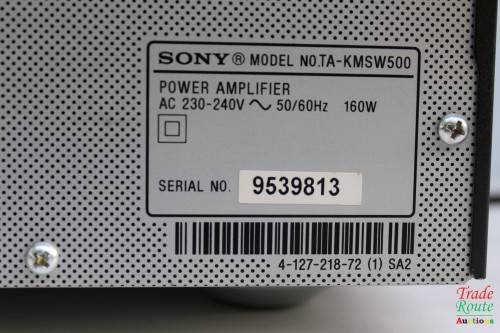 SONY® MODEL NO.TA-KMSW500
POWER AMPLIFIER
AC 230-240V ~ 50/60Hz 160W
SERIAL NO. 9539813
4-127-218-72 (1) SA2
Trade
Route
Auctions